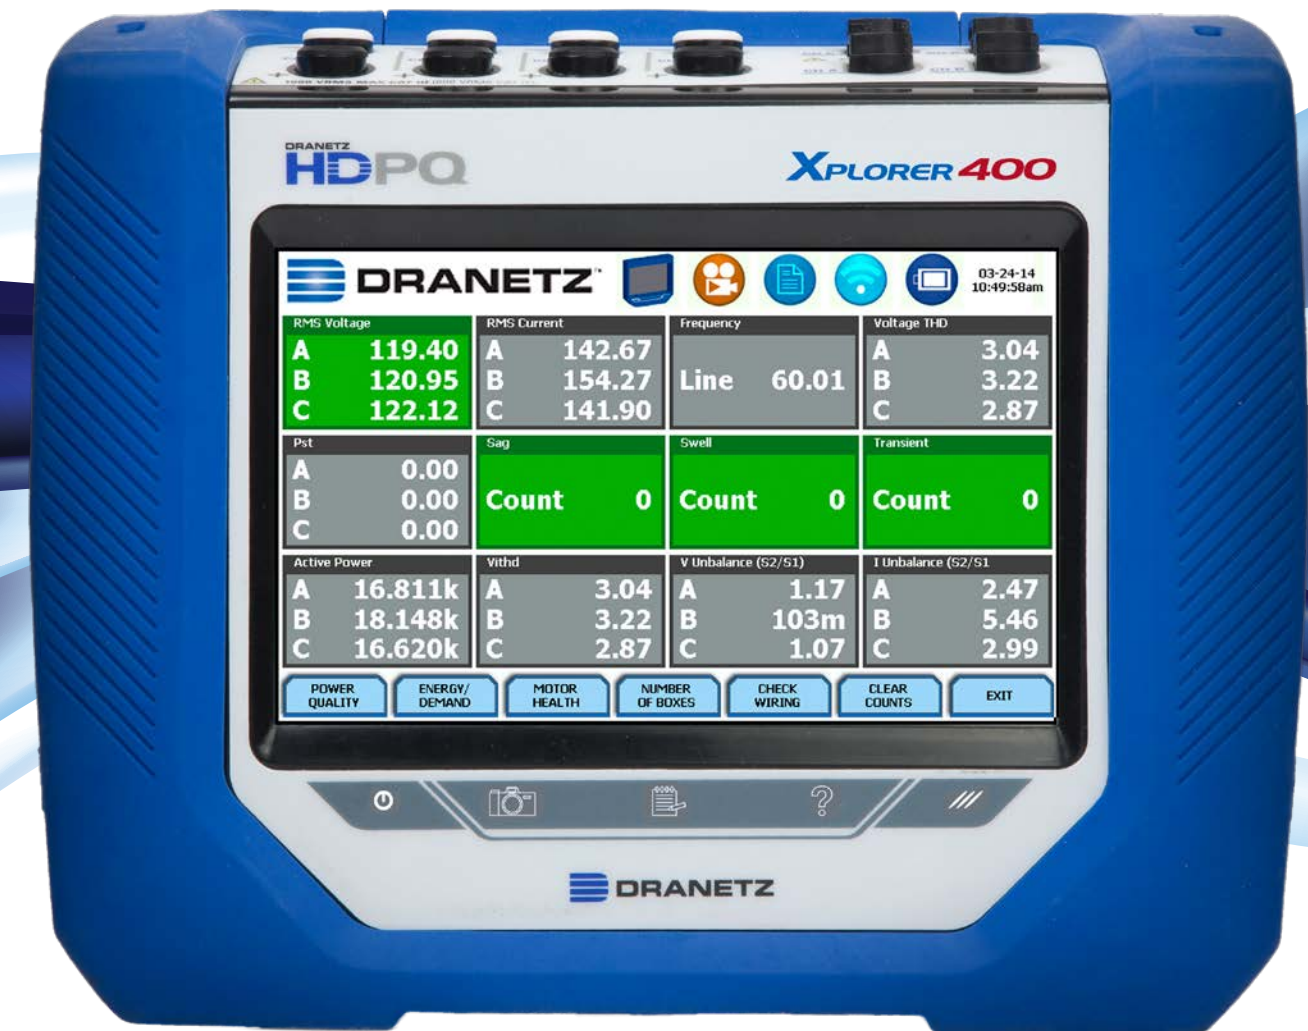 1000 VRMS MAX CAT III
DRANETZ
HDPQ
XPLORER 400
DRANETZ
03-24-14
10:49:58am
RMS Voltage
A 119.40
B 120.95
C 122.12
RMS Current
A 142.67
B 154.27
C 141.90
Frequency
Line 60.01
Voltage THD
A 3.04
B 3.22
C 2.87
Pst
A 0.00
B 0.00
C 0.00
Sag
Count 0
Swell
Count 0
Transient
Count 0
Active Power
A 16.811k
B 18.148k
C 16.620k
Vithd
A 3.04
B 3.22
C 2.87
V Unbalance (S2/S1)
A 1.17
B 103m
C 1.07
I Unbalance (S2/S1
A 2.47
B 5.46
C 2.99
POWER
QUALITY
ENERGY/
DEMAND
MOTOR
HEALTH
NUMBER
OF BOXES
CHECK
WIRING
CLEAR
COUNTS
EXIT
DRANETZ